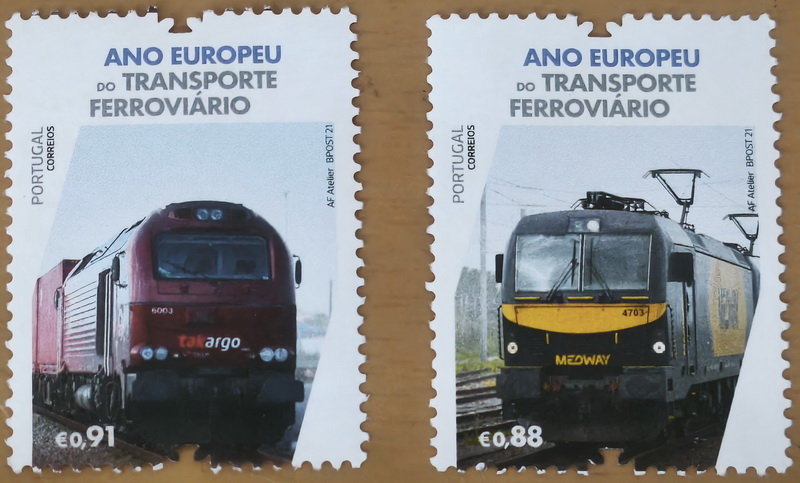 ANO EUROPEU
DO TRANSPORTE
FERROVIÁRIO
PORTUGAL
CORREIOS
AF Atelier BPOST 21
6003
takargo
€0,91
ANO EUROPEU
DO TRANSPORTE
FERROVIÁRIO
PORTUGAL
CORREIOS
AF Atelier BPOST 21
4703
MEDWAY
€0,88